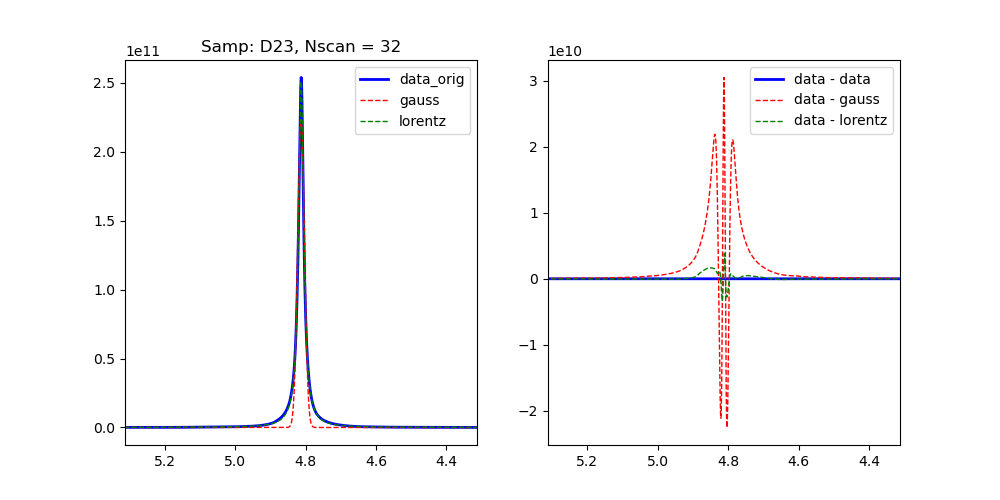 Samp: D23, Nscan = 32
1e11
2.5
2.0
1.5
1.0
0.5
0.0
5.2 5.0 4.8 4.6 4.4
data_orig
gauss
lorentz
1e10
3
2
1
0
−1
−2
5.2 5.0 4.8 4.6 4.4
data - data
data - gauss
data - lorentz